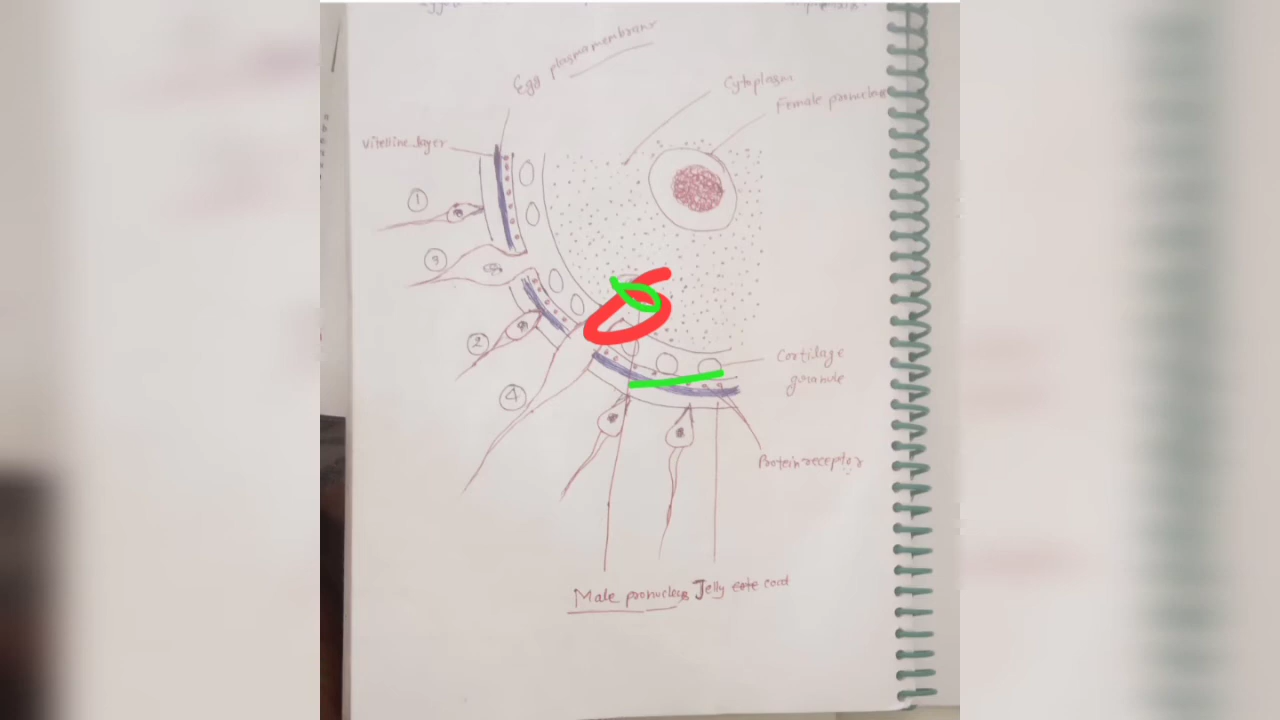 Egg plasma membrane
Cytoplasm
Female pronucleus
Vitelline layer
1
3
2
4
Cortilage
granule
Protein receptor
Male pronucleus Jelly coat